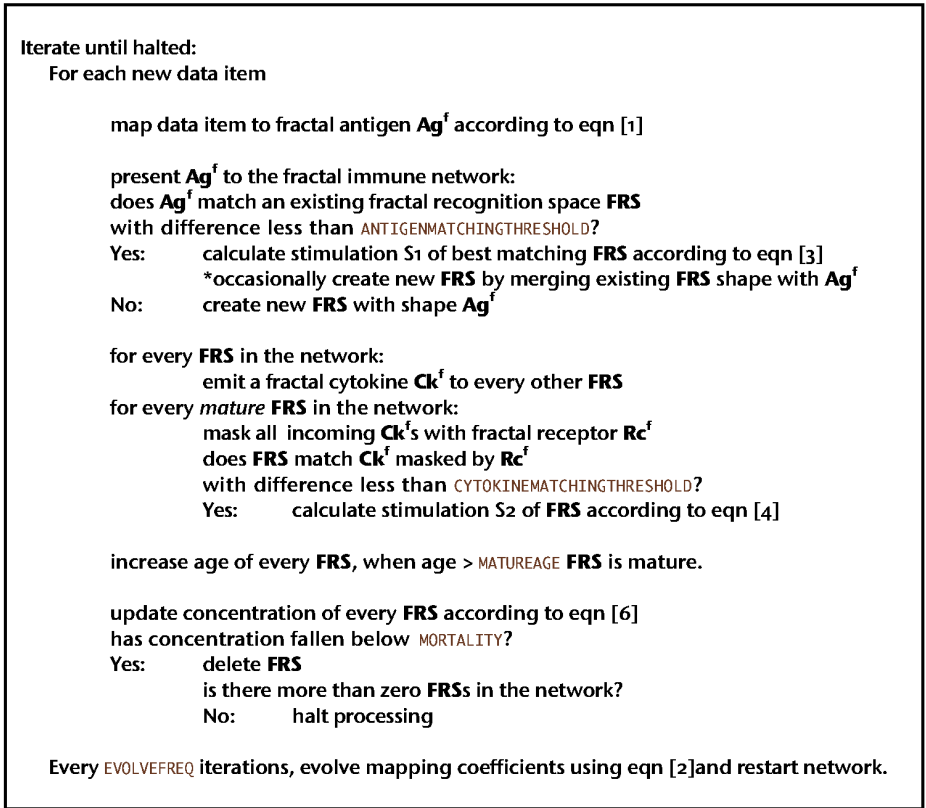 Iterate until halted:
For each new data item
map data item to fractal antigen Agᶠ according to eqn [1]
present Agᶠ to the fractal immune network:
does Agᶠ match an existing fractal recognition space FRS
with difference less than ANTIGENMATCHINGTHRESHOLD?
Yes: calculate stimulation S1 of best matching FRS according to eqn [3]
*occasionally create new FRS by merging existing FRS shape with Agᶠ
No: create new FRS with shape Agᶠ
for every FRS in the network:
emit a fractal cytokine Ckᶠ to every other FRS
for every mature FRS in the network:
mask all incoming Ckᶠs with fractal receptor Rcᶠ
does FRS match Ckᶠ masked by Rcᶠ
with difference less than CYTOKINEMATCHINGTHRESHOLD?
Yes: calculate stimulation S2 of FRS according to eqn [4]
increase age of every FRS, when age > MATUREAGE FRS is mature.
update concentration of every FRS according to eqn [6]
has concentration fallen below MORTALITY?
Yes: delete FRS
is there more than zero FRSs in the network?
No: halt processing
Every EVOLVEFREQ iterations, evolve mapping coefficients using eqn [2]and restart network.